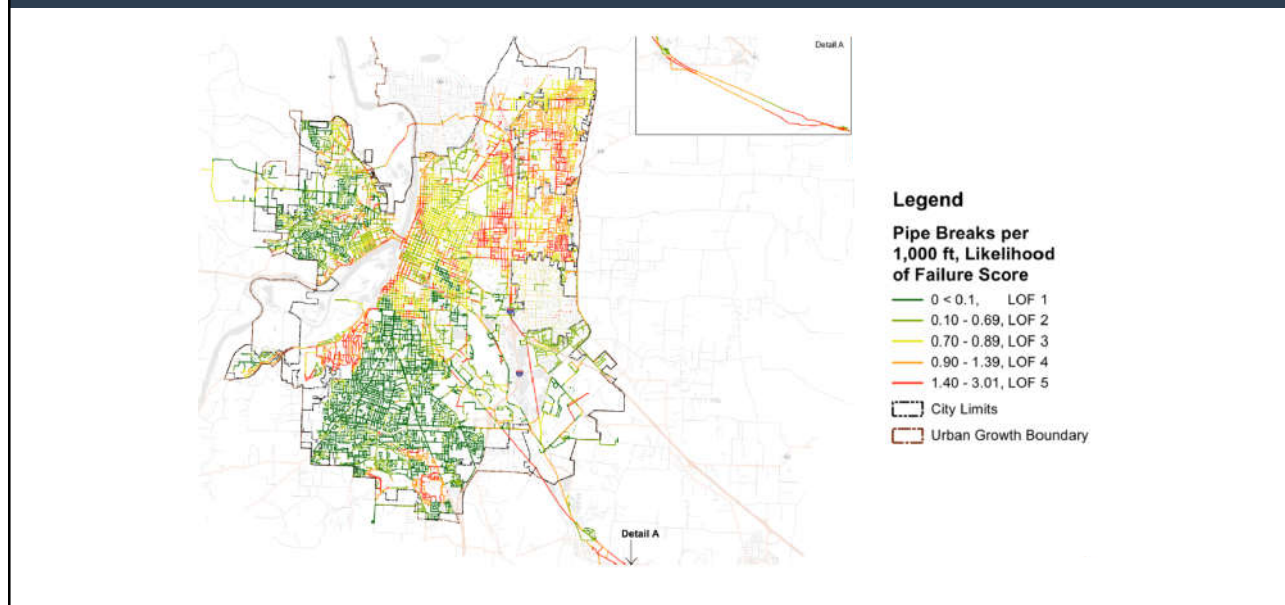 Detail A
Legend
Pipe Breaks per
1,000 ft, Likelihood
of Failure Score
0 < 0.1, LOF 1
0.10 - 0.69, LOF 2
0.70 - 0.89, LOF 3
0.90 - 1.39, LOF 4
1.40 - 3.01, LOF 5
City Limits
Urban Growth Boundary
Detail A